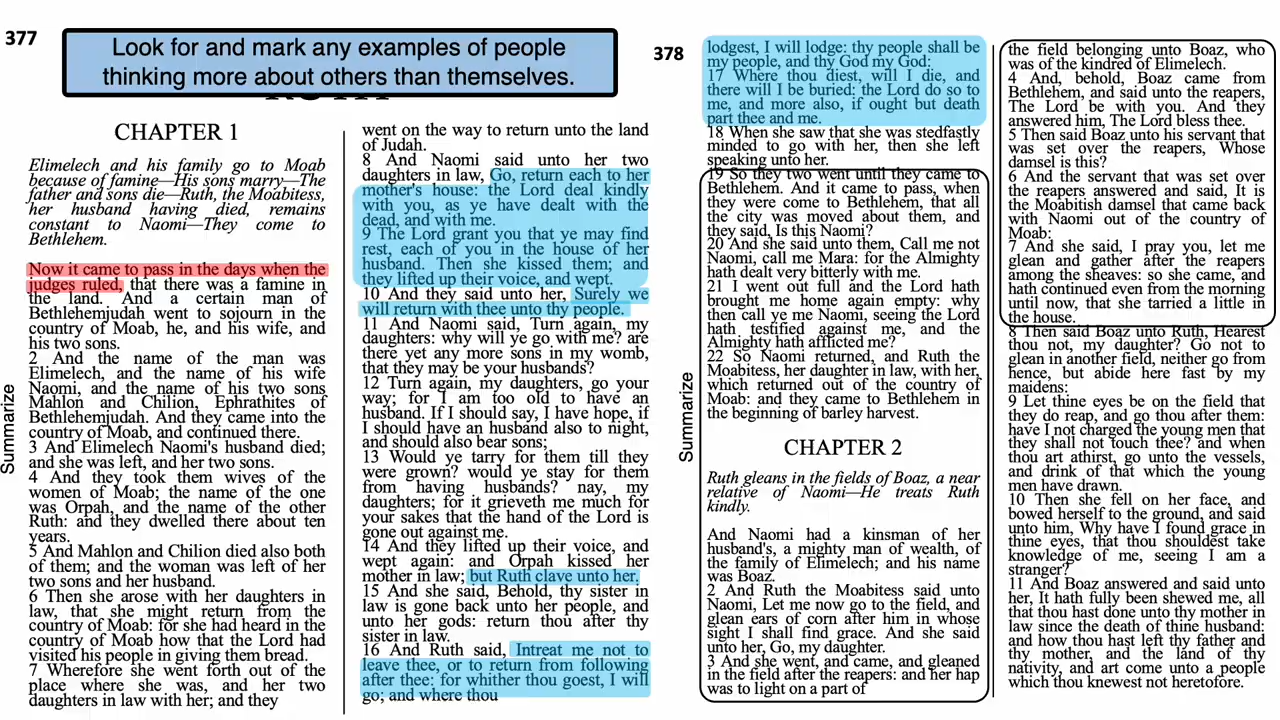 377
Look for and mark any examples of people
thinking more about others than themselves.
CHAPTER 1
Elimelech and his family go to Moab
because of famine—His sons marry—The
father and sons die—Ruth, the Moabitess,
her husband having died, remains
constant to Naomi—They come to
Bethlehem.
Now it came to pass in the days when the
judges ruled, that there was a famine in
the land. And a certain man of
Bethlehemjudah went to sojourn in the
country of Moab, he, and his wife, and
his two sons.
2 And the name of the man was
Elimelech, and the name of his wife
Naomi, and the name of his two sons
Mahlon and Chilion, Ephrathites of
Bethlehemjudah. And they came into the
country of Moab, and continued there.
3 And Elimelech Naomi's husband died;
and she was left, and her two sons.
4 And they took them wives of the
women of Moab; the name of the one
was Orpah, and the name of the other
Ruth: and they dwelled there about ten
years.
5 And Mahlon and Chilion died also both
of them; and the woman was left of her
two sons and her husband.
6 Then she arose with her daughters in
law, that she might return from the
country of Moab: for she had heard in the
country of Moab how that the Lord had
visited his people in giving them bread.
7 Wherefore she went forth out of the
place where she was, and her two
daughters in law with her; and they
Summarize
went on the way to return unto the land
of Judah.
8 And Naomi said unto her two
daughters in law, Go, return each to her
mother's house: the Lord deal kindly
with you, as ye have dealt with the
dead, and with me.
9 The Lord grant you that ye may find
rest, each of you in the house of her
husband. Then she kissed them; and
they lifted up their voice, and wept.
10 And they said unto her, Surely we
will return with thee unto thy people.
11 And Naomi said, Turn again, my
daughters: why will ye go with me? are
there yet any more sons in my womb,
that they may be your husbands?
12 Turn again, my daughters, go your
way; for I am too old to have an
husband. If I should say, I have hope, if
I should have an husband also to night,
and should also bear sons;
13 Would ye tarry for them till they
were grown? would ye stay for them
from having husbands? nay, my
daughters; for it grieveth me much for
your sakes that the hand of the Lord is
gone out against me.
14 And they lifted up their voice, and
wept again: and Orpah kissed her
mother in law; but Ruth clave unto her.
15 And she said, Behold, thy sister in
law is gone back unto her people, and
unto her gods: return thou after thy
sister in law.
16 And Ruth said, Intreat me not to
leave thee, or to return from following
after thee: for whither thou goest, I will
go; and where thou
378
lodgest, I will lodge: thy people shall be
my people, and thy God my God:
17 Where thou diest, will I die, and
there will I be buried: the Lord do so to
me, and more also, if ought but death
part thee and me.
18 When she saw that she was stedfastly
minded to go with her, then she left
speaking unto her.
19 So they two went until they came to
Bethlehem. And it came to pass, when
they were come to Bethlehem, that all
the city was moved about them, and
they said, Is this Naomi?
20 And she said unto them, Call me not
Naomi, call me Mara: for the Almighty
hath dealt very bitterly with me.
21 I went out full and the Lord hath
brought me home again empty: why
then call ye me Naomi, seeing the Lord
hath testified against me, and the
Almighty hath afflicted me?
22 So Naomi returned, and Ruth the
Moabitess, her daughter in law, with her,
which returned out of the country of
Moab: and they came to Bethlehem in
the beginning of barley harvest.
Summarize
CHAPTER 2
Ruth gleans in the fields of Boaz, a near
relative of Naomi—He treats Ruth
kindly.
And Naomi had a kinsman of her
husband's, a mighty man of wealth, of
the family of Elimelech; and his name
was Boaz.
2 And Ruth the Moabitess said unto
Naomi, Let me now go to the field, and
glean ears of corn after him in whose
sight I shall find grace. And she said
unto her, Go, my daughter.
3 And she went, and came, and gleaned
in the field after the reapers: and her hap
was to light on a part of
the field belonging unto Boaz, who
was of the kindred of Elimelech.
4 And, behold, Boaz came from
Bethlehem, and said unto the reapers,
The Lord be with you. And they
answered him, The Lord bless thee.
5 Then said Boaz unto his servant that
was set over the reapers, Whose
damsel is this?
6 And the servant that was set over
the reapers answered and said, It is
the Moabitish damsel that came back
with Naomi out of the country of
Moab:
7 And she said, I pray you, let me
glean and gather after the reapers
among the sheaves: so she came, and
hath continued even from the morning
until now, that she tarried a little in
the house.
8 Then said Boaz unto Ruth, Hearest
thou not, my daughter? Go not to
glean in another field, neither go from
hence, but abide here fast by my
maidens:
9 Let thine eyes be on the field that
they do reap, and go thou after them:
have I not charged the young men that
they shall not touch thee? and when
thou art athirst, go unto the vessels,
and drink of that which the young
men have drawn.
10 Then she fell on her face, and
bowed herself to the ground, and said
unto him, Why have I found grace in
thine eyes, that thou shouldest take
knowledge of me, seeing I am a
stranger?
11 And Boaz answered and said unto
her, It hath fully been shewed me, all
that thou hast done unto thy mother in
law since the death of thine husband:
and how thou hast left thy father and
thy mother, and the land of thy
nativity, and art come unto a people
which thou knewest not heretofore.